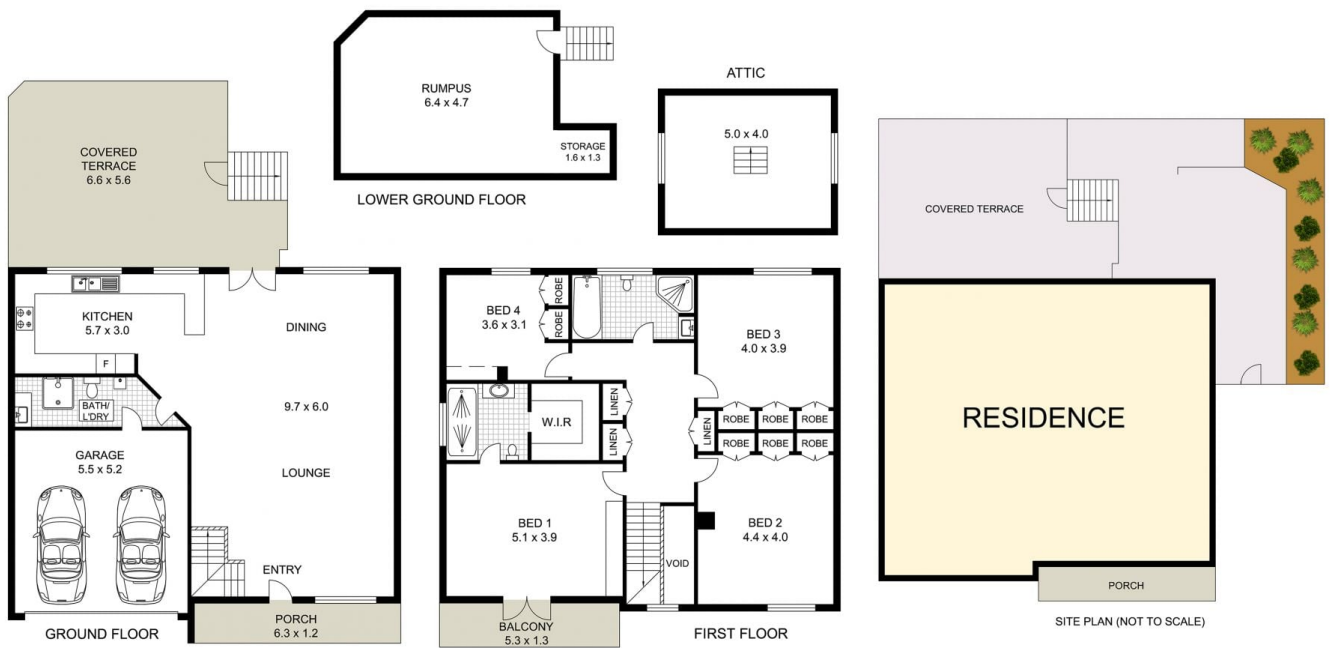 RUMPUS
6.4 x 4.7
STORAGE
1.6 x 1.3
LOWER GROUND FLOOR
ATTIC
5.0 x 4.0
COVERED
TERRACE
6.6 x 5.6
KITCHEN
5.7 x 3.0
F
DINING
9.7 x 6.0
BATH/
L'DRY
GARAGE
5.5 x 5.2
LOUNGE
ENTRY
PORCH
6.3 x 1.2
GROUND FLOOR
BED 4
3.6 x 3.1
ROBE
ROBE
BED 3
4.0 x 3.9
W.I.R
LINEN
LINEN
LINEN
ROBE
ROBE
ROBE
ROBE
ROBE
ROBE
BED 1
5.1 x 3.9
BED 2
4.4 x 4.0
VOID
BALCONY
5.3 x 1.3
FIRST FLOOR
COVERED TERRACE
RESIDENCE
PORCH
SITE PLAN (NOT TO SCALE)